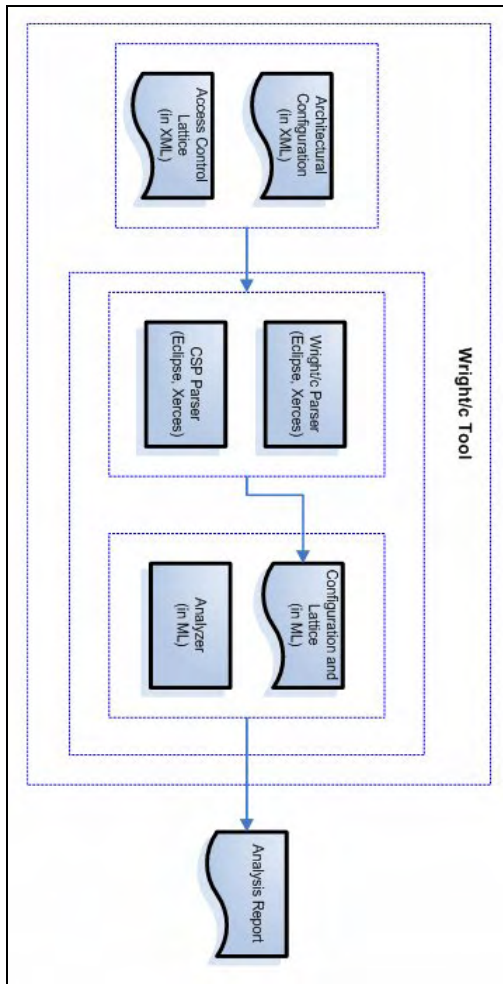 Wright/c Tool
Architectural
Configuration
(in XML)
Access Control
Lattice
(in XML)
Wright/c Parser
(Eclipse, Xerces)
CSP Parser
(Eclipse, Xerces)
Configuration and
Lattice
(in ML)
Analyzer
(in ML)
Analysis Report